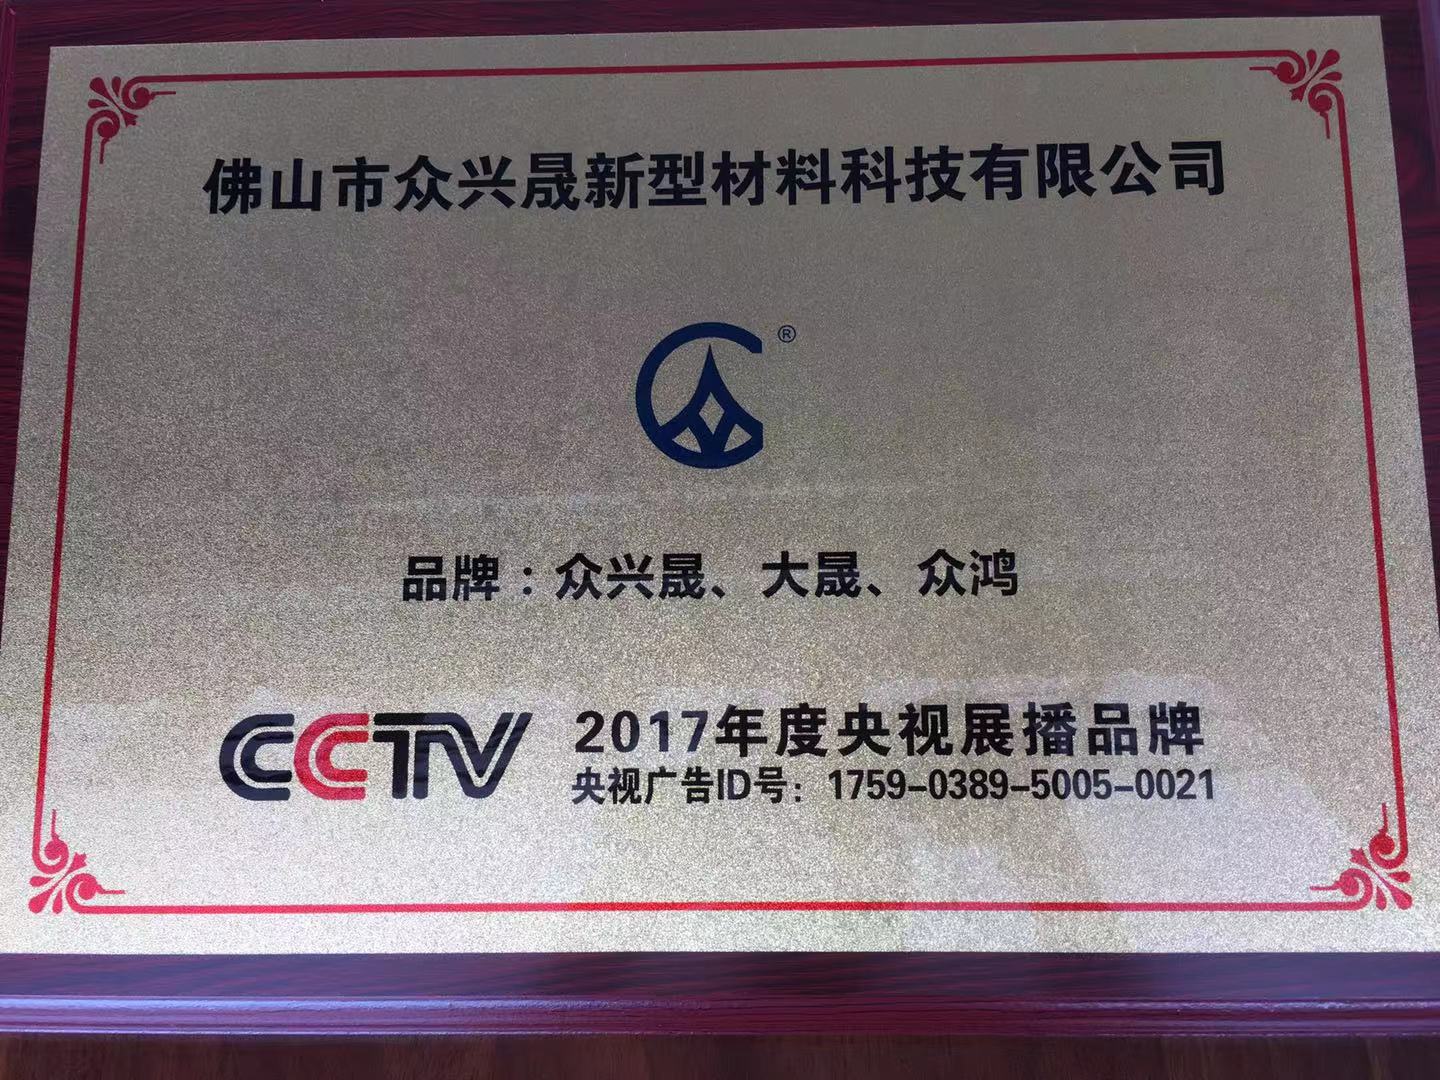 佛山市众兴晟新型材料科技有限公司
®
品牌：众兴晟、大晟、众鸿
CCTV 2017年度央视展播品牌
央视广告ID号：1759-0389-5005-0021